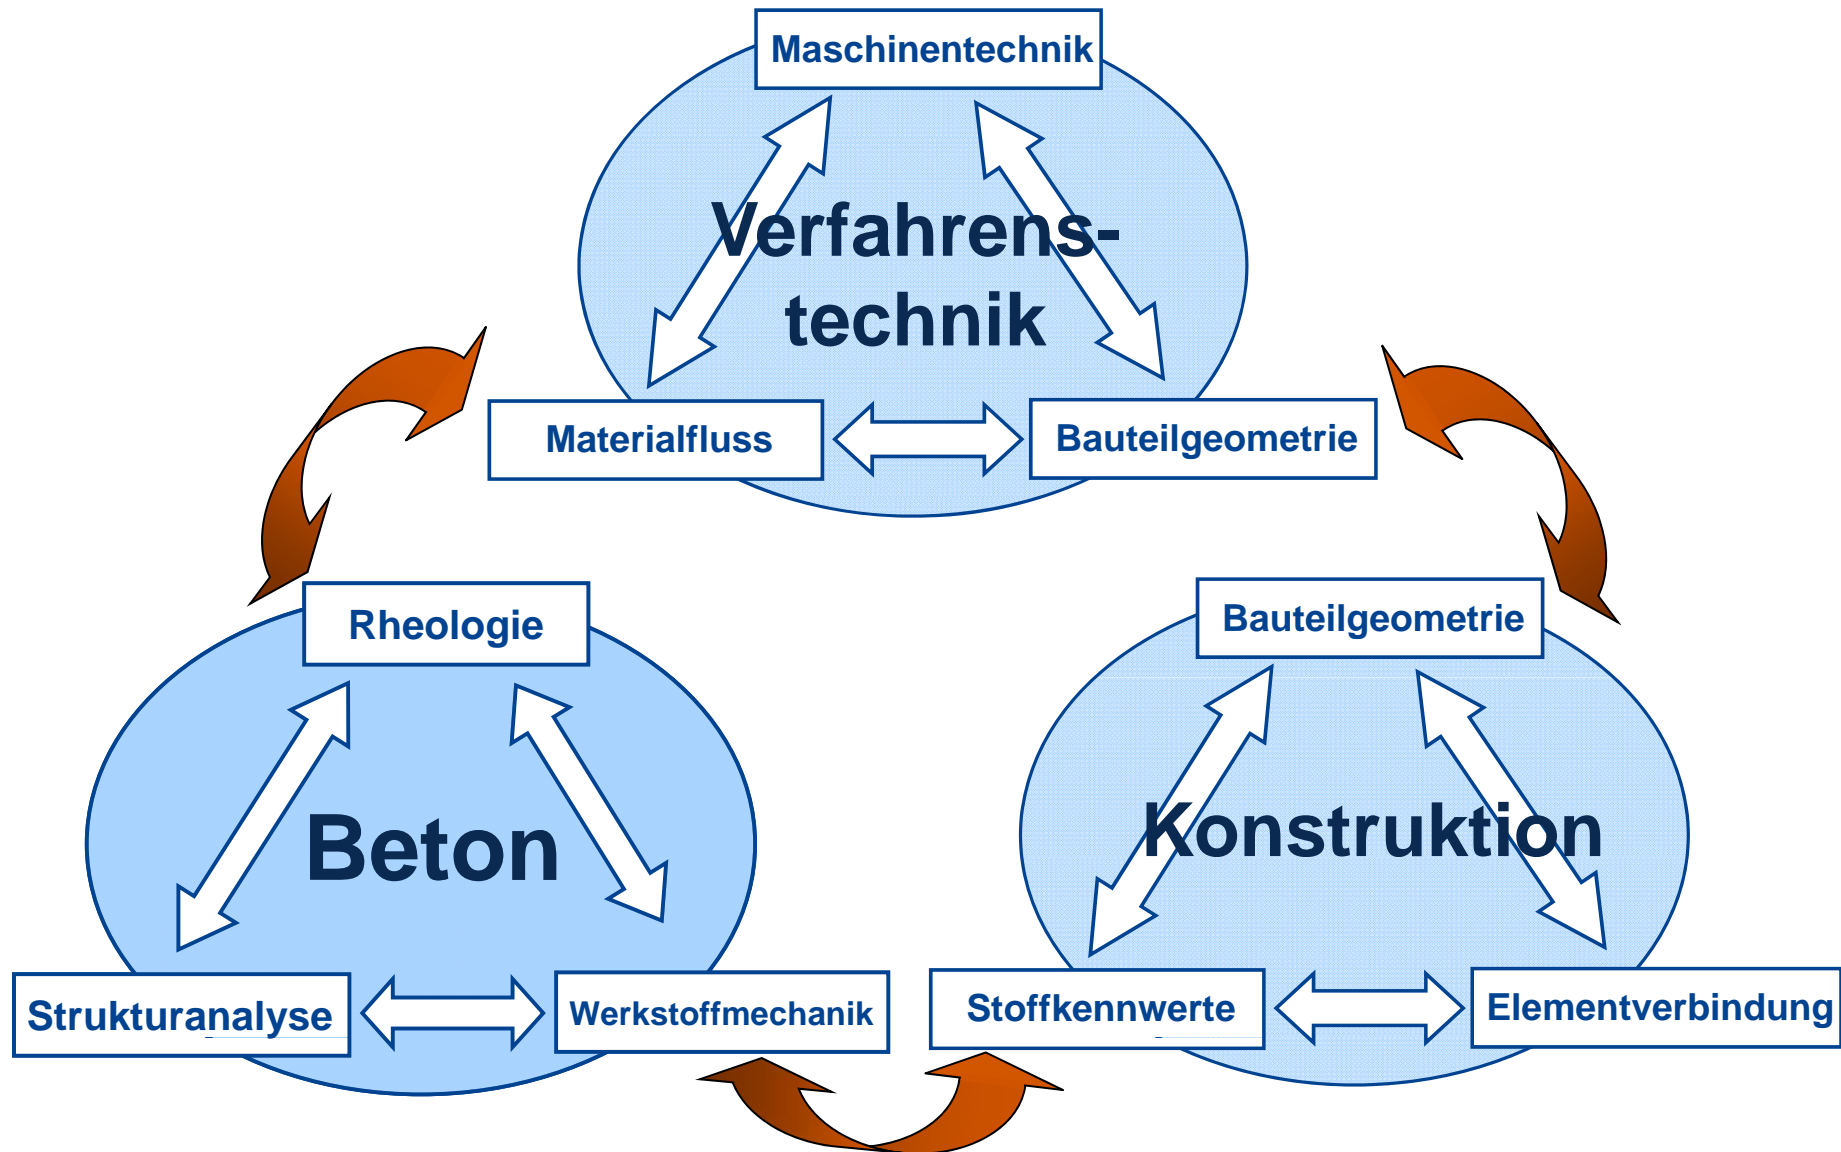 Maschinentechnik
Verfahrens-
technik
Materialfluss
Bauteilgeometrie
Rheologie
Beton
Strukturanalyse
Werkstoffmechanik
Bauteilgeometrie
Konstruktion
Stoffkennwerte
Elementverbindung